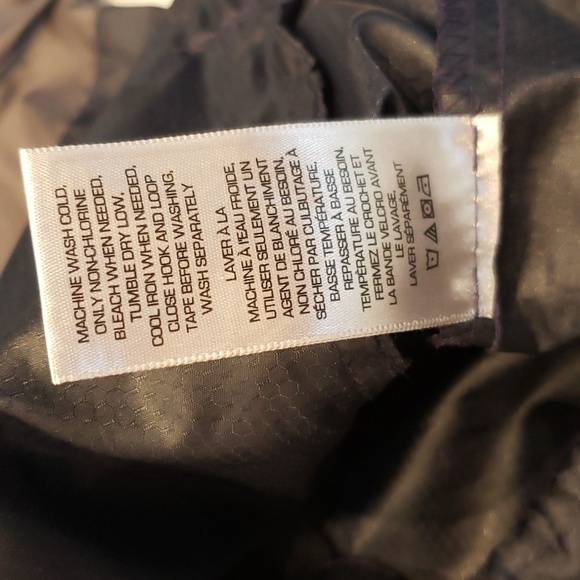 MACHINE WASH COLD,
ONLY NON-CHLORINE
BLEACH WHEN NEEDED,
TUMBLE DRY LOW,
COOL IRON WHEN NEEDED,
CLOSE HOOK AND LOOP
TAPE BEFORE WASHING,
WASH SEPARATELY
LAVER À LA
MACHINE À l'EAU FROIDE,
UTILISER SEULEMENT UN
AGENT DE BLANCHIMENT
NON CHLORÉ AU BESOIN,
SÉCHER PAR CULBUTAGE À
BASSE TEMPÉRATURE,
REPASSER À BASSE
TEMPÉRATURE AU BESOIN,
FERMEZ LE CROCHET ET
LA BANDE VELCRO AVANT
LE LAVAGE,
LAVER SÉPARÉMENT